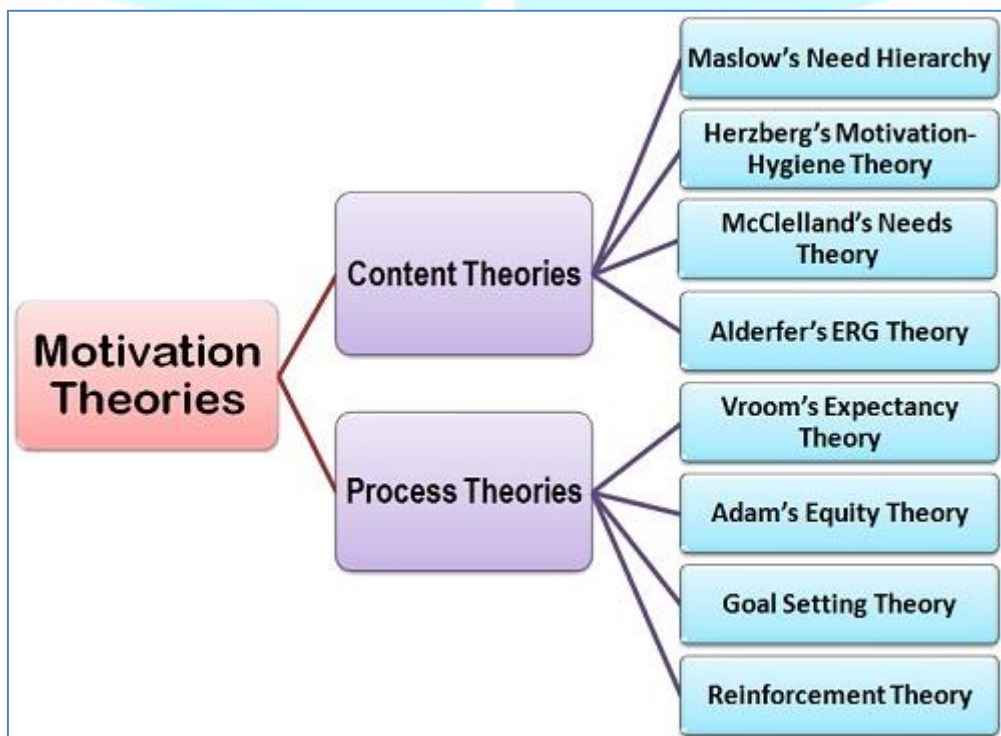 Motivation
Theories
Content Theories
Process Theories
Maslow’s Need Hierarchy
Herzberg’s Motivation-
Hygiene Theory
McClelland’s Needs
Theory
Alderfer’s ERG Theory
Vroom’s Expectancy
Theory
Adam’s Equity Theory
Goal Setting Theory
Reinforcement Theory